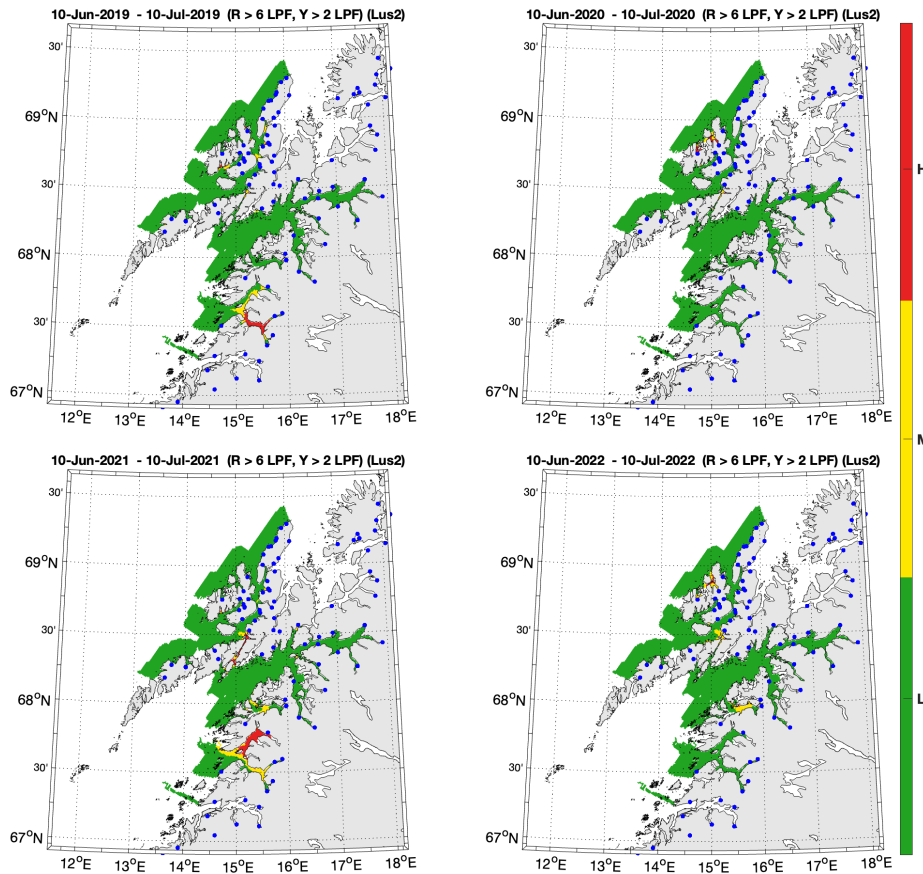 10-Jun-2019 - 10-Jul-2019 (R > 6 LPF, Y > 2 LPF) (Lus2)
30'
69°N
30'
68°N
30'
67°N
12°E 13°E 14°E 15°E 16°E 17°E 18°E
10-Jun-2020 - 10-Jul-2020 (R > 6 LPF, Y > 2 LPF) (Lus2)
30'
69°N
30'
68°N
30'
67°N
12°E 13°E 14°E 15°E 16°E 17°E 18°E
10-Jun-2021 - 10-Jul-2021 (R > 6 LPF, Y > 2 LPF) (Lus2)
30'
69°N
30'
68°N
30'
67°N
12°E 13°E 14°E 15°E 16°E 17°E 18°E
10-Jun-2022 - 10-Jul-2022 (R > 6 LPF, Y > 2 LPF) (Lus2)
30'
69°N
30'
68°N
30'
67°N
12°E 13°E 14°E 15°E 16°E 17°E 18°E
H
M
L